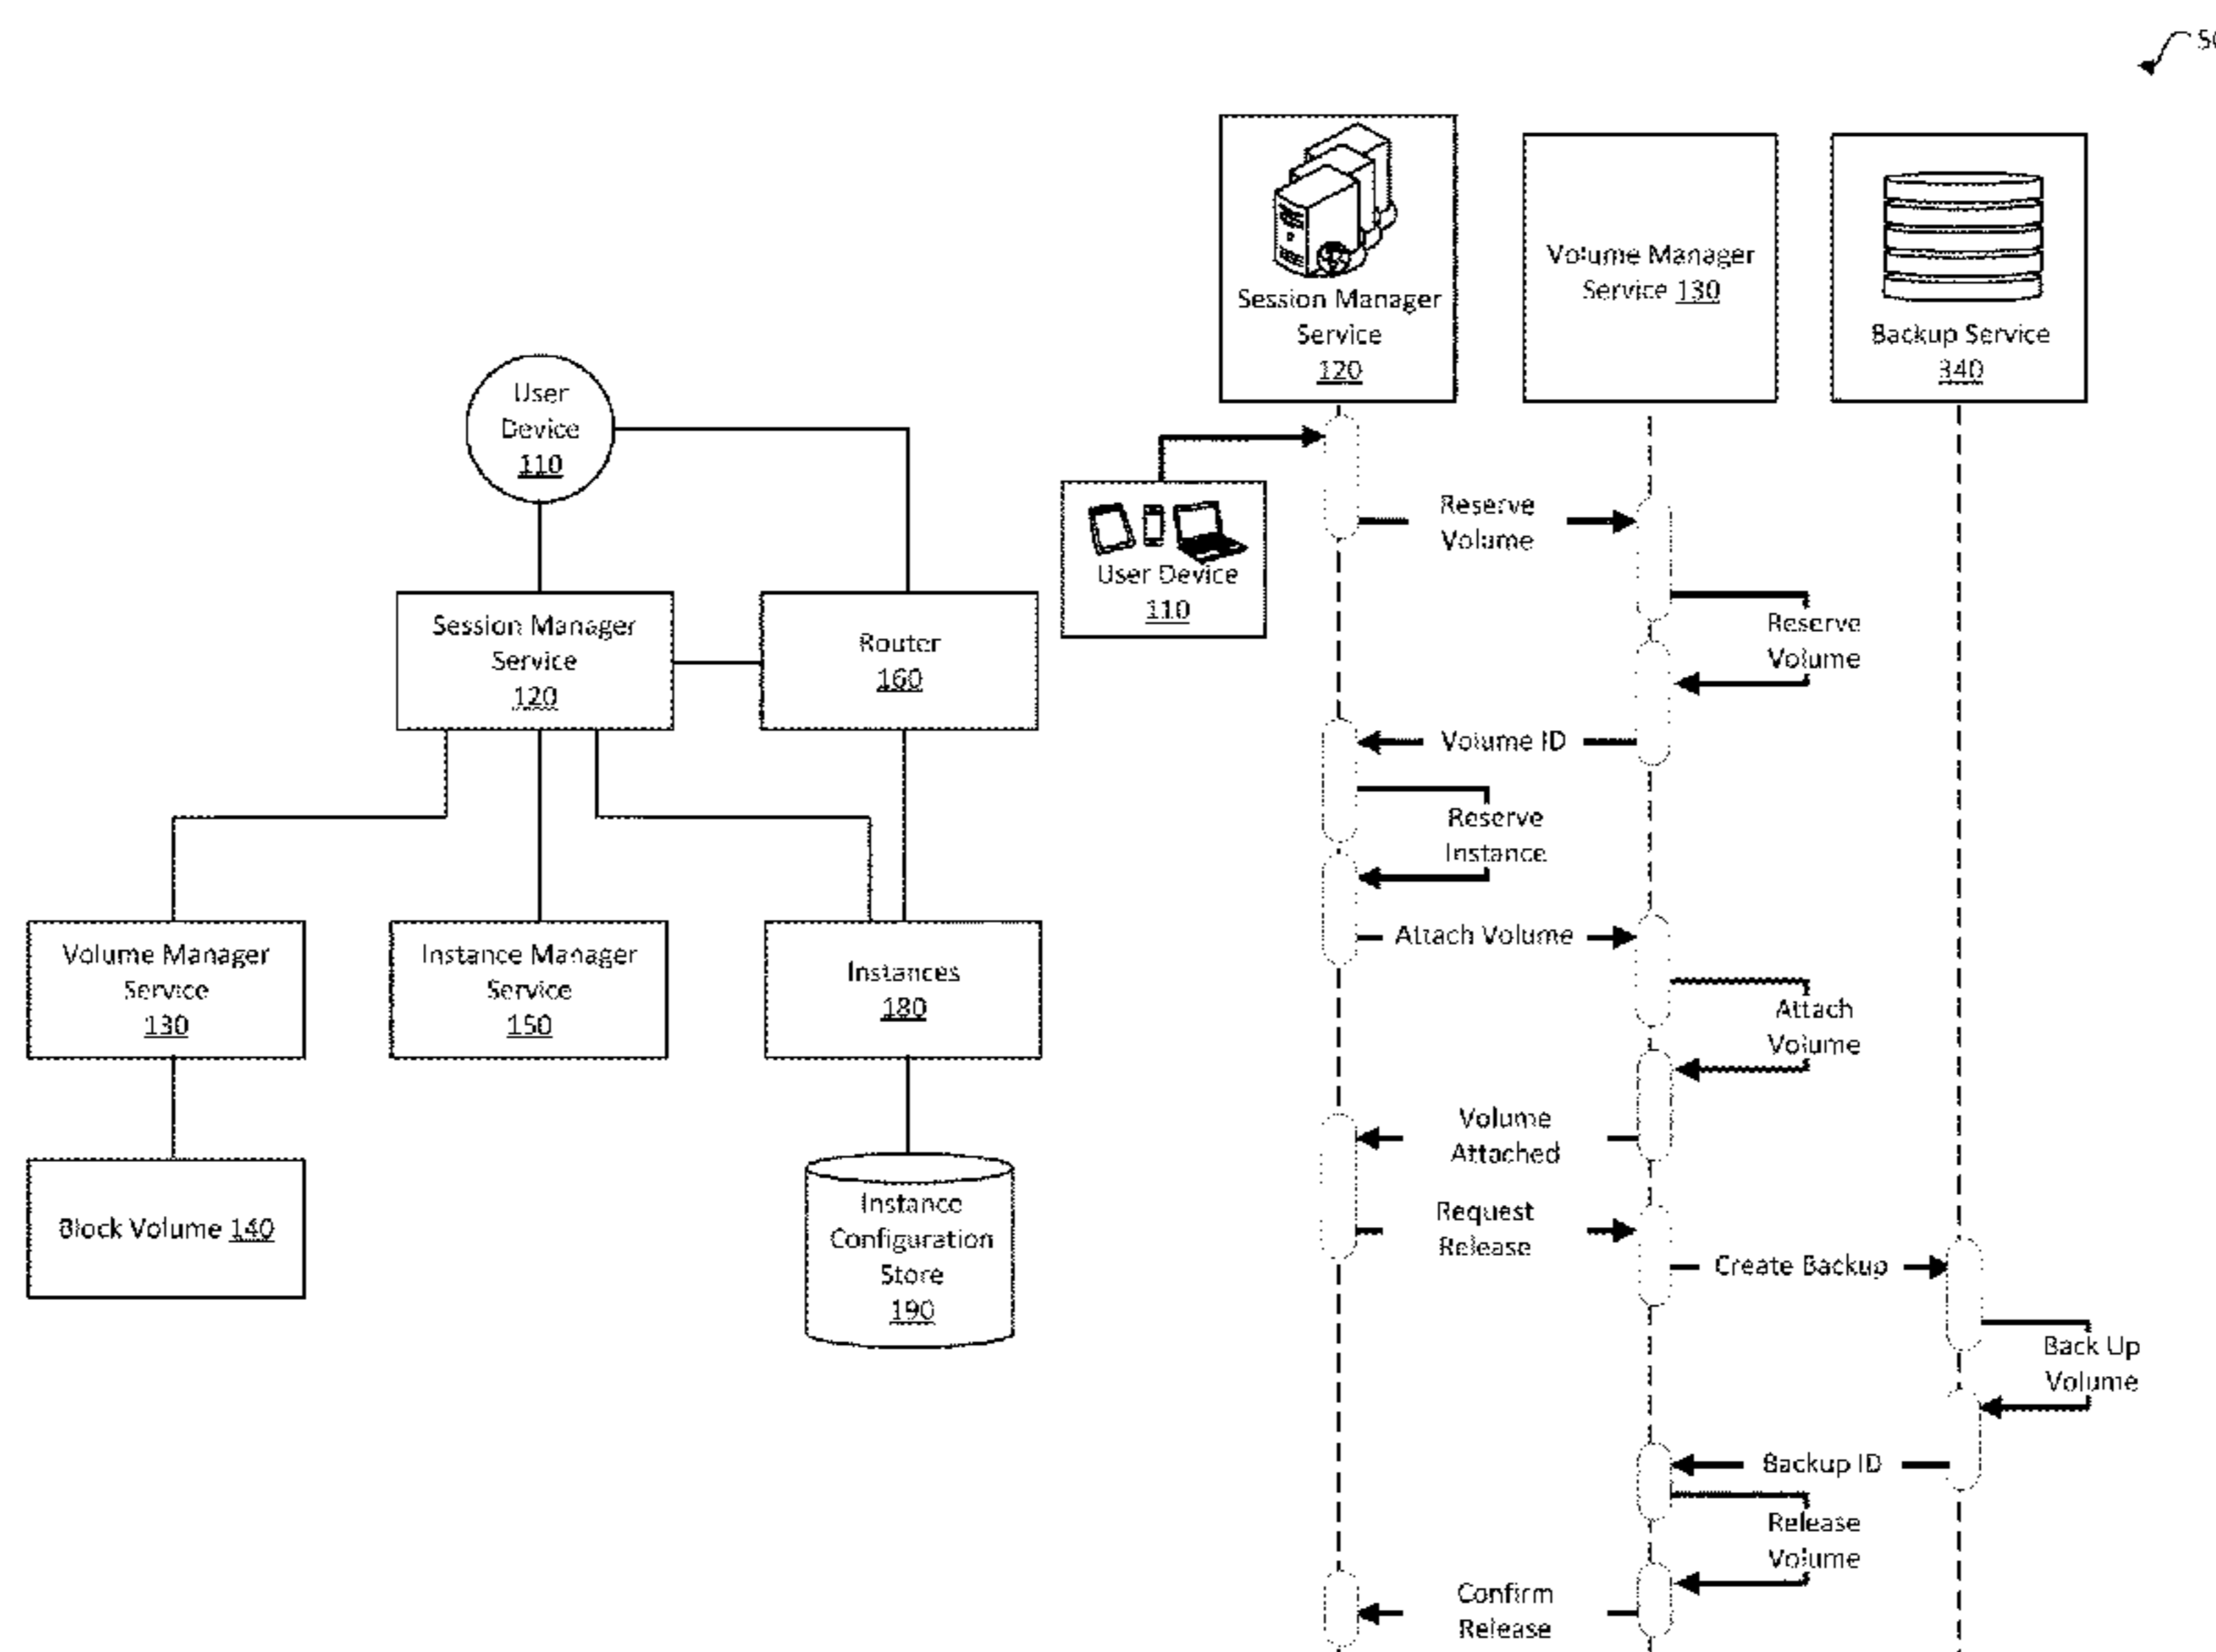 User
Device
110
Session Manager
Service
120
Router
160
Volume Manager
Service
130
Instance Manager
Service
150
Instances
180
Block Volume 140
Instance
Configuration
Store
190
Session Manager
Service
120
Volume Manager
Service 130
Backup Service
340
User Device
110
Reserve
Volume
Reserve
Volume
Volume ID
Reserve
Instance
Attach Volume
Attach
Volume
Volume
Attached
Request
Release
Create Backup
Back Up
Volume
Backup ID
Release
Volume
Confirm
Release